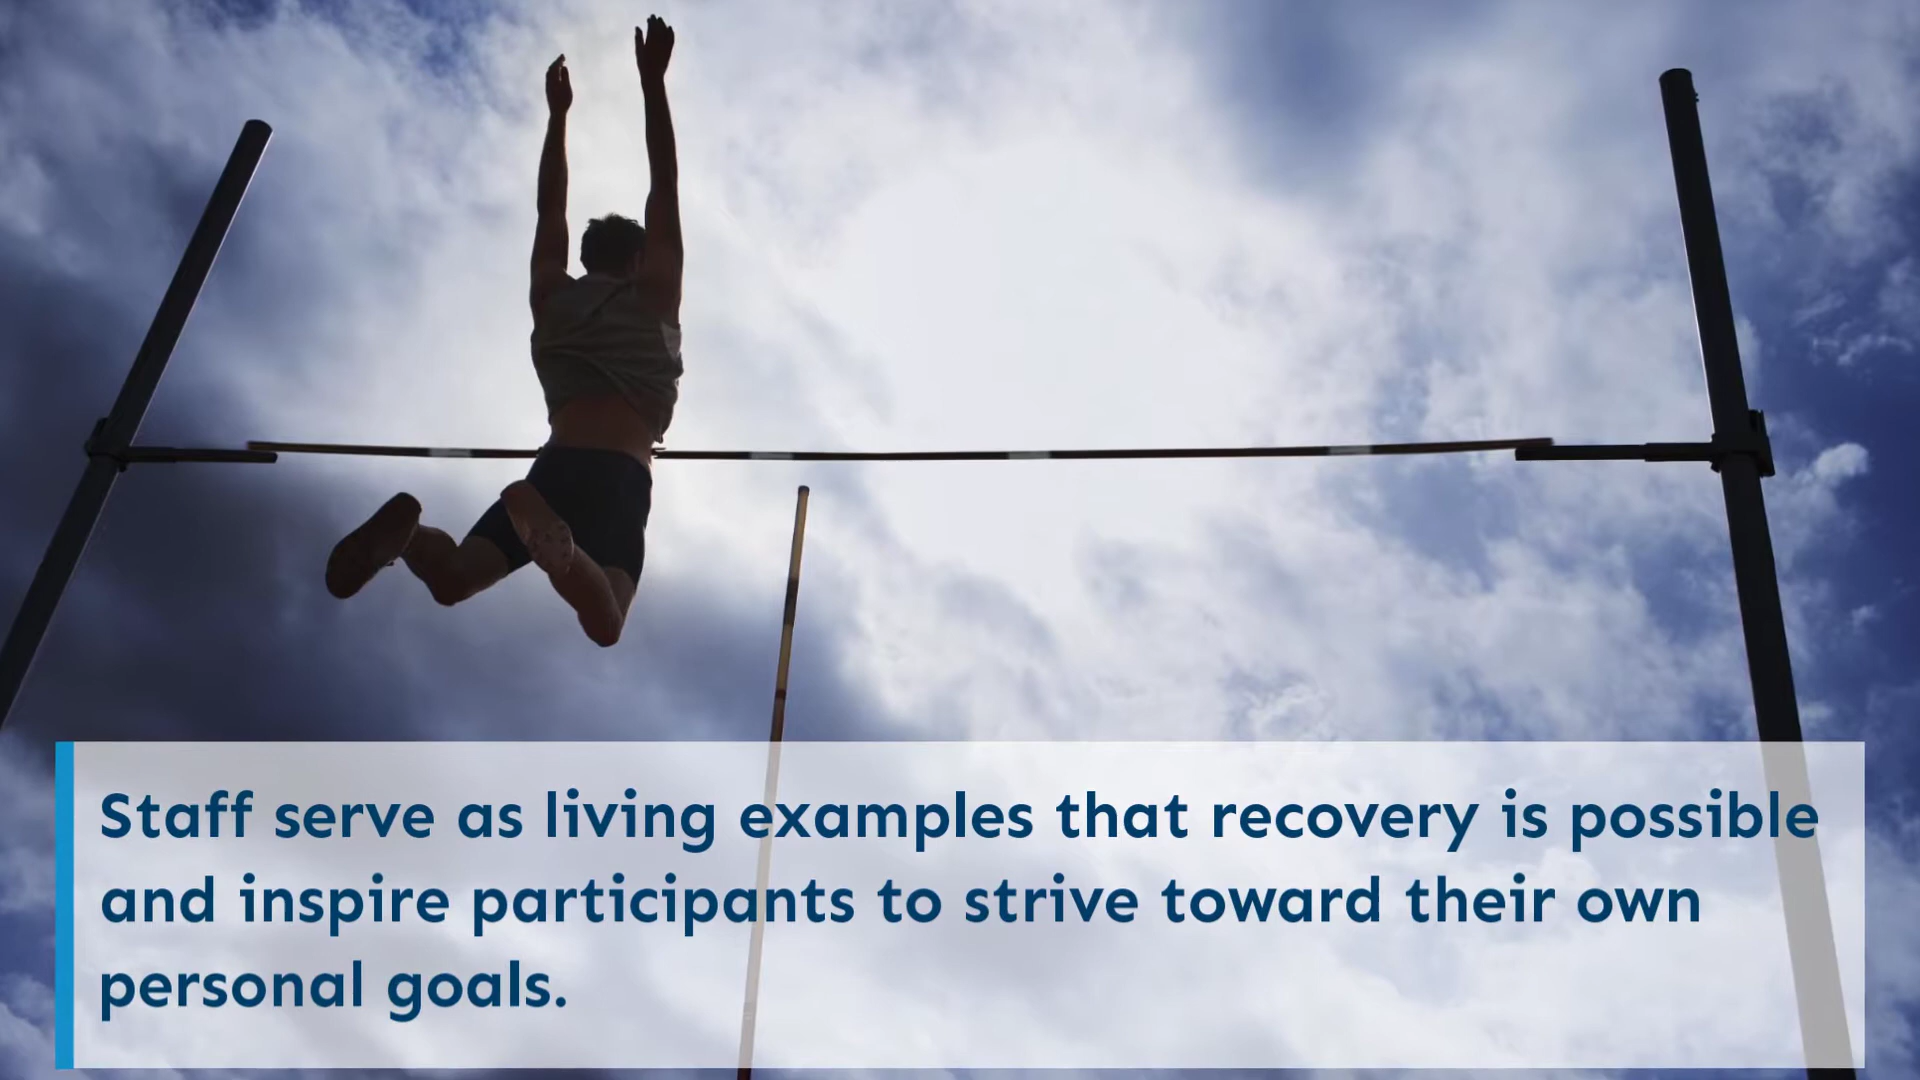 Staff serve as living examples that recovery is possible
and inspire participants to strive toward their own
personal goals.